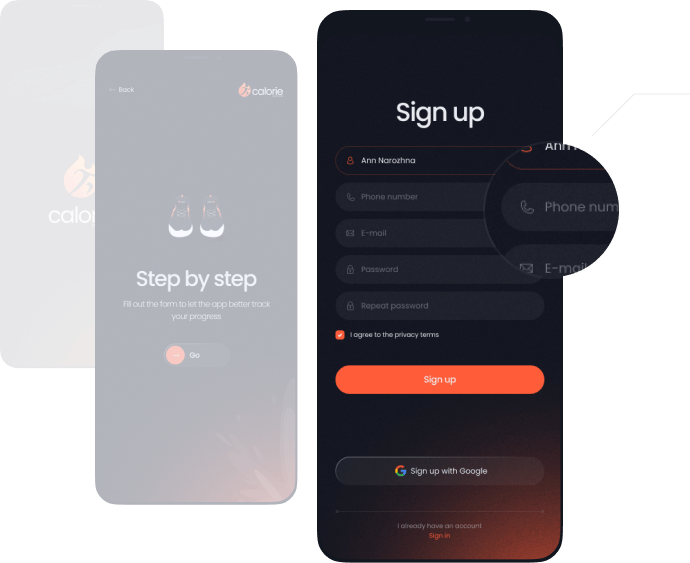 calor
← Back
calorie
Step by step
Fill out the form to let the app better track
your progress
Go
Sign up
Ann Narozhna
Phone number
E-mail
Password
Repeat password
I agree to the privacy terms
Sign up
Sign up with Google
I already have an account
Sign in
Ann
Phone num
E-mail